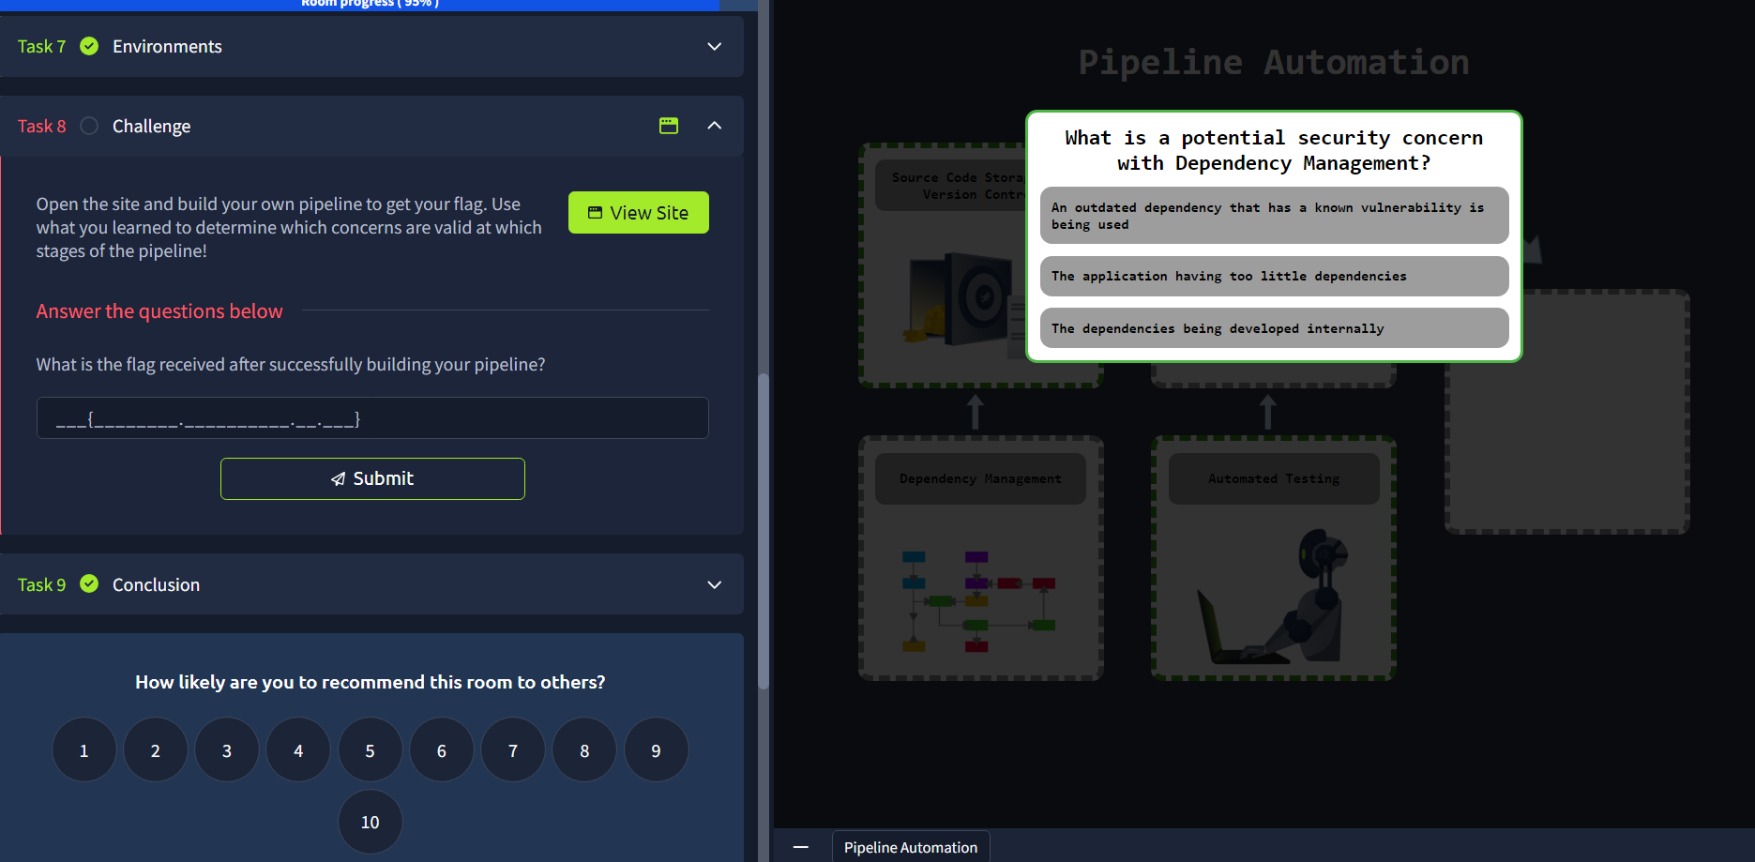 Room progress ( 95% )
Task 7 Environments
Task 8 Challenge
Open the site and build your own pipeline to get your flag. Use
what you learned to determine which concerns are valid at which
stages of the pipeline!
View Site
Answer the questions below
What is the flag received after successfully building your pipeline?
___{________.__________.__.___}
Submit
Task 9 Conclusion
How likely are you to recommend this room to others?
1 2 3 4 5 6 7 8 9
10
Pipeline Automation
What is a potential security concern
with Dependency Management?
An outdated dependency that has a known vulnerability is
being used
The application having too little dependencies
The dependencies being developed internally
Source Code
Version
Dependency Management
Automated Testing
Pipeline Automation